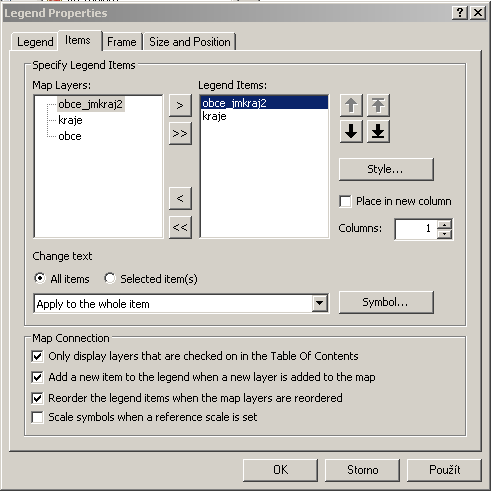 Legend Properties
Legend Items Frame Size and Position
Specify Legend Items
Map Layers: Legend Items:
obce_jmkraj2 > obce_jmkraj2
kraje kraje
obce >>
Style...
< Place in new column
<< Columns: 1
Change text
All items Selected item(s)
Apply to the whole item Symbol...
Map Connection
Only display layers that are checked on in the Table Of Contents
Add a new item to the legend when a new layer is added to the map
Reorder the legend items when the map layers are reordered
Scale symbols when a reference scale is set
OK Storno Použít